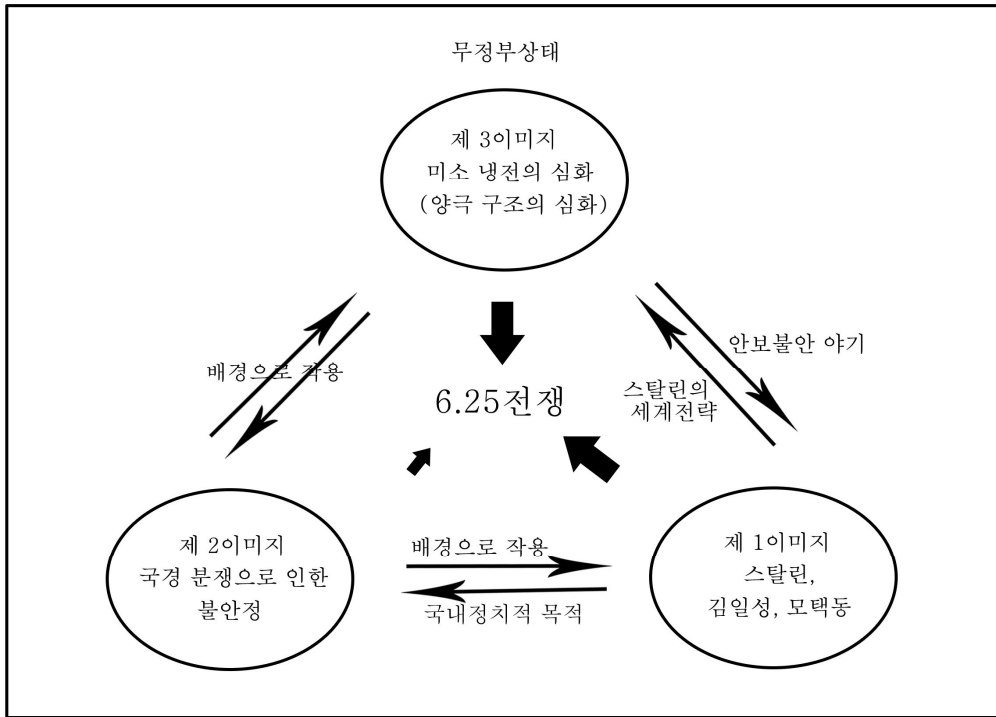 무정부상태
제 3이미지
미소 냉전의 심화
(양극 구조의 심화)
배경으로 작용
안보불안 야기
스탈린의
세계전략
6.25전쟁
제 2이미지
국경 분쟁으로 인한
불안정
배경으로 작용
국내정치적 목적
제 1이미지
스탈린,
김일성, 모택동